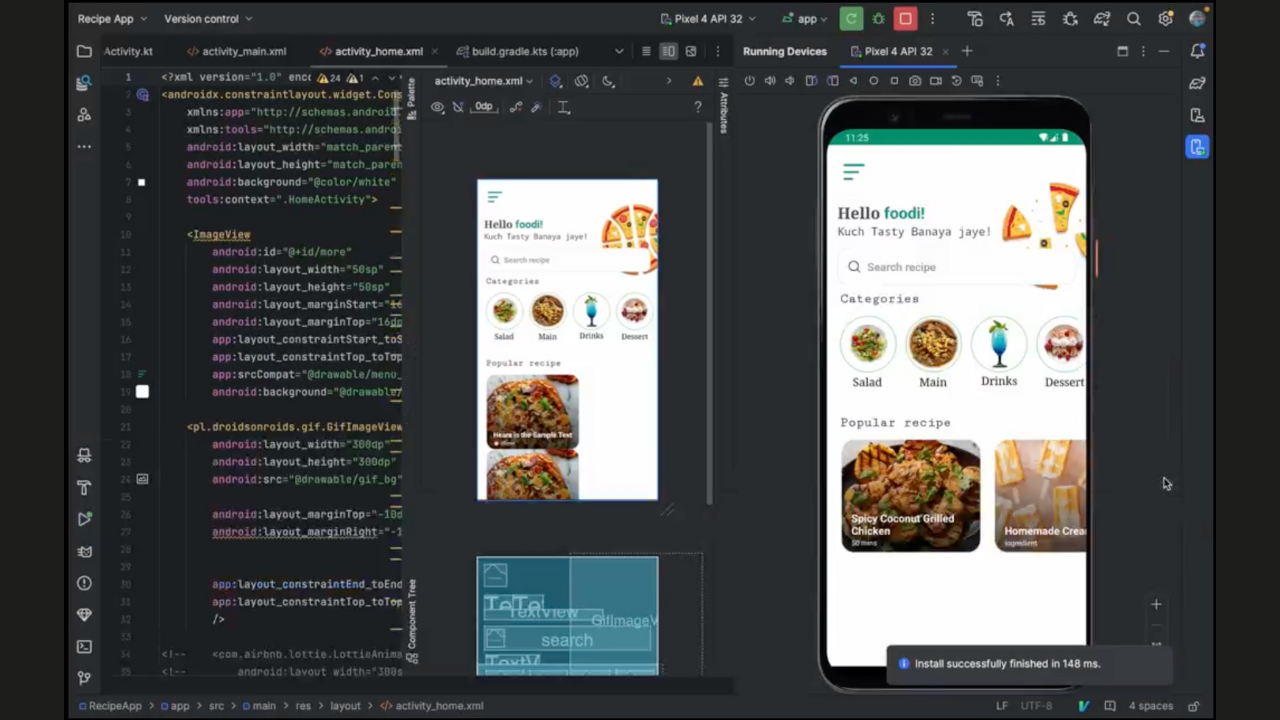 Recipe App
Version control
Pixel 4 API 32
app
Activity.kt
activity_main.xml
activity_home.xml
build.gradle.kts (:app)
Running Devices
Pixel 4 API 32
1 <?xml version="1.0" enc
24 1
2 <androidx.constraintlayout.widget.Cons
3 xmlns:app="http://schemas.android
4 xmlns:tools="http://schemas.andro
5 android:layout_width="match_paren
6 android:layout_height="match_pare
7 android:background="@color/white"
8 tools:context=".HomeActivity">
9
10 <ImageView
11 android:id="@+id/more"
12 android:layout_width="50sp"
13 android:layout_height="50sp"
14 android:layout_marginStart="16
15 android:layout_marginTop="16dp
16 app:layout_constraintStart_toS
17 app:layout_constraintTop_toTop
18 app:srcCompat="@drawable/menu_
19 android:background="@drawable/
20
21 <pl.droidsonroids.gif.GifImageView
22 android:layout_width="300dp"
23 android:layout_height="300dp"
24 android:src="@drawable/gif_bg"
25
26 android:layout_marginTop="-10d
27 android:layout_marginRight="-1
28
29
30 app:layout_constraintEnd_toEnd
31 app:layout_constraintTop_toTop
32 />
33
34 <!-- <com.airbnb.lottie.LottieAnima
35 <!-- android:layout_width="300s
Palette
Component Tree
activity_home.xml
0dp
?
Attributes
Hello foodi!
Kuch Tasty Banaya jaye!
Search recipe
Categories
Salad
Main
Drinks
Dessert
Popular recipe
Heare is the Sample Text
TextView
GifImageV
search
TextV
11:25
Hello foodi!
Kuch Tasty Banaya jaye!
Search recipe
Categories
Salad
Main
Drinks
Dessert
Popular recipe
Spicy Coconut Grilled
Chicken
50 mins
Homemade Crea
ingredient
Install successfully finished in 148 ms.
RecipeApp
app
src
main
res
layout
activity_home.xml
LF
UTF-8
4 spaces